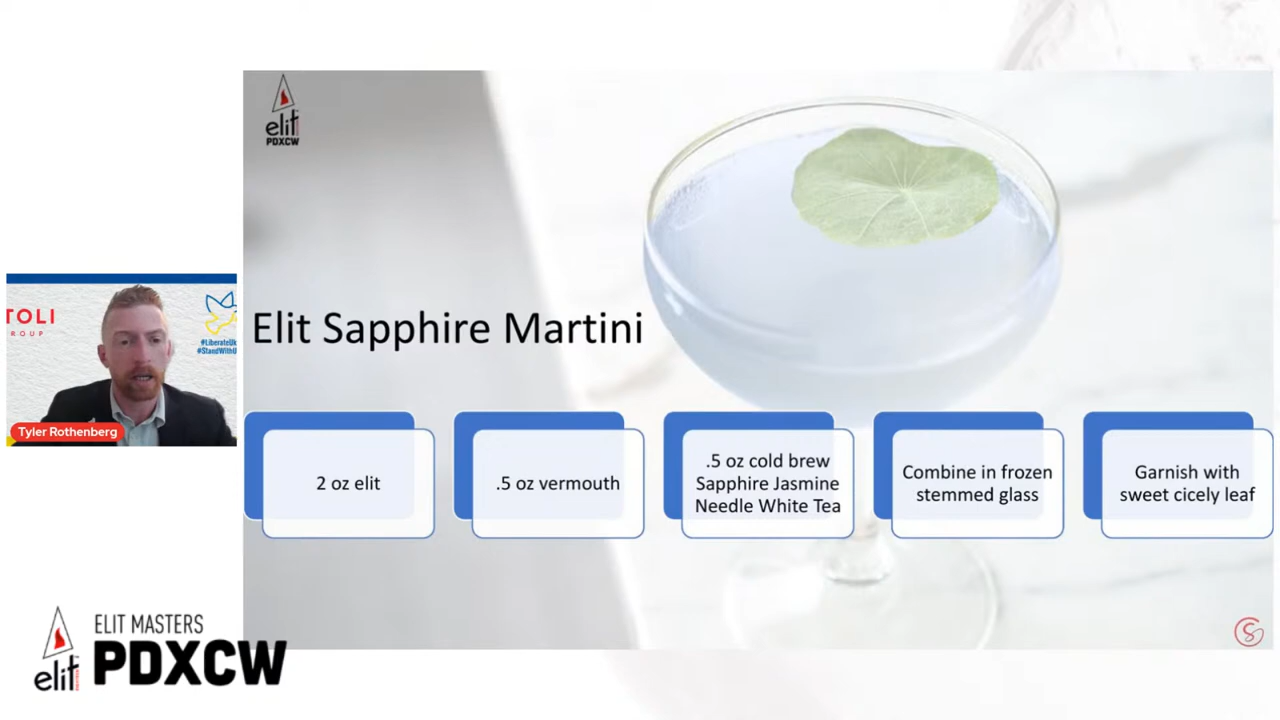 elit
PDXCW
Elit Sapphire Martini
2 oz elit
.5 oz vermouth
.5 oz cold brew
Sapphire Jasmine
Needle White Tea
Combine in frozen
stemmed glass
Garnish with
sweet cicely leaf
TOLI
ROUP
#LiberateUk
#StandWithU
Tyler Rothenberg
elit
ELIT MASTERS
PDXCW